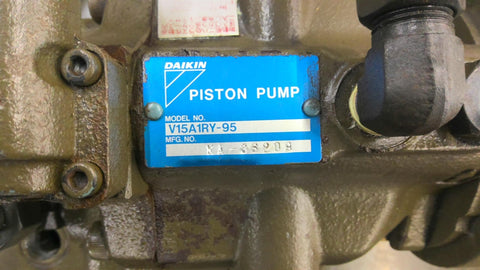 DAIKIN
PISTON PUMP
MODEL NO.
V15A1RY-95
MFG. NO.